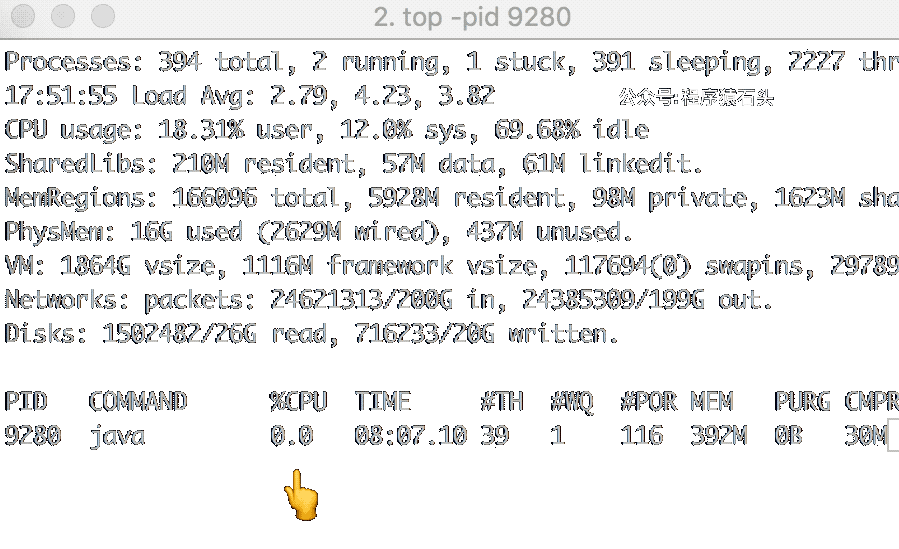 2. top -pid 9280
Processes: 394 total, 2 running, 1 stuck, 391 sleeping, 2227 thr
17:51:55 Load Avg: 2.79, 4.23, 3.82 公众号:程序猿石头
CPU usage: 18.31% user, 12.0% sys, 69.68% idle
SharedLibs: 210M resident, 57M data, 61M linkedit.
MemRegions: 166096 total, 5928M resident, 98M private, 1623M sha
PhysMem: 16G used (2629M wired), 437M unused.
VM: 1864G vsize, 1116M framework vsize, 117694(0) swapins, 29789
Networks: packets: 24621313/200G in, 24385309/199G out.
Disks: 1502482/26G read, 716233/20G written.
PID COMMAND %CPU TIME #TH #WQ #POR MEM PURG CMPR
9280 java 0.0 08:07.10 39 1 116 392M 0B 30M